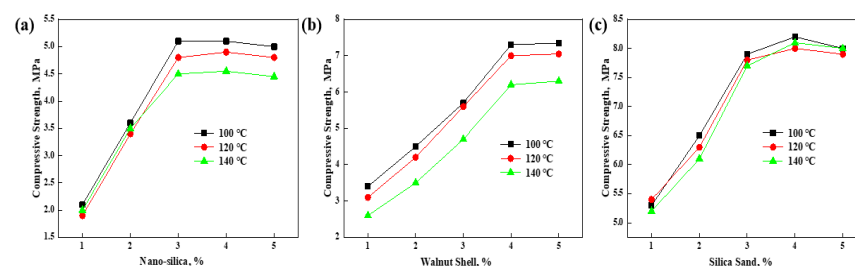 (a)
Compressive Strength, MPa
5.5
5.0
4.5
4.0
3.5
3.0
2.5
2.0
1.5
100 °C
120 °C
140 °C
1 2 3 4 5
Nano-silica, %
(b)
Compressive Strength, MPa
8
7
6
5
4
3
2
100 °C
120 °C
140 °C
1 2 3 4 5
Walnut Shell, %
(c)
Compressive Strength, MPa
8.5
8.0
7.5
7.0
6.5
6.0
5.5
5.0
100 °C
120 °C
140 °C
1 2 3 4 5
Silica Sand, %